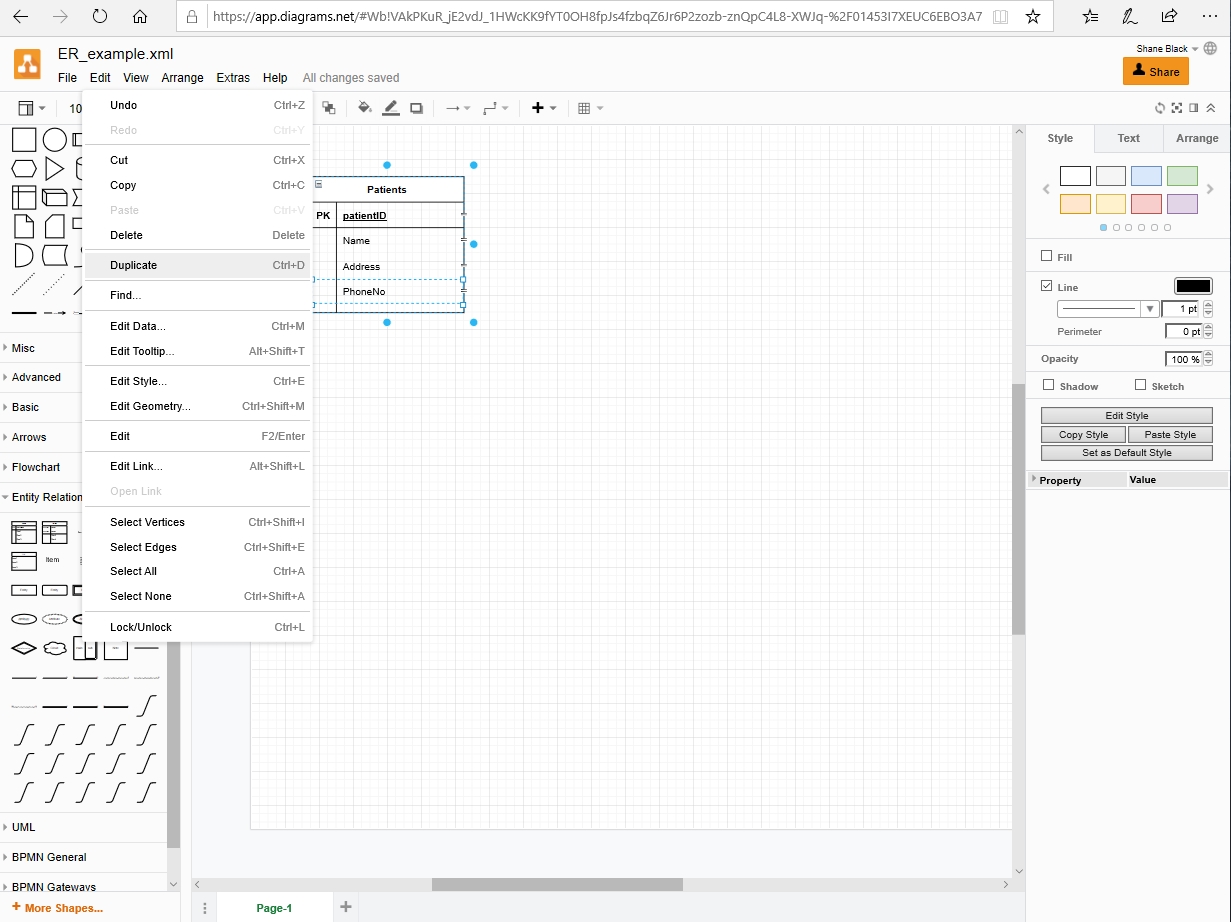 https://app.diagrams.net/#Wb!VAkPKuR_jE2vdJ_1HWcKK9fYT0OH8fpJs4fzbqZ6Jr6P2zozb-znQpC4L8-XWJq-%2F01453I7XEUC6EBO3A7
ER_example.xml
Shane Black
File Edit View Arrange Extras Help All changes saved
Share
10
Undo Ctrl+Z
Redo Ctrl+Y
Cut Ctrl+X
Copy Ctrl+C
Paste Ctrl+V
Delete Delete
Duplicate Ctrl+D
Find...
Edit Data... Ctrl+M
Edit Tooltip... Alt+Shift+T
Edit Style... Ctrl+E
Edit Geometry... Ctrl+Shift+M
Edit F2/Enter
Edit Link... Alt+Shift+L
Open Link
Select Vertices Ctrl+Shift+I
Select Edges Ctrl+Shift+E
Select All Ctrl+A
Select None Ctrl+Shift+A
Lock/Unlock Ctrl+L
Misc
Advanced
Basic
Arrows
Flowchart
Entity Relation
Item
UML
BPMN General
BPMN Gateways
+ More Shapes...
Patients
PK patientID
Name
Address
PhoneNo
Page-1
Style Text Arrange
Fill
Line
1 pt
Perimeter 0 pt
Opacity 100 %
Shadow Sketch
Edit Style
Copy Style Paste Style
Set as Default Style
Property Value